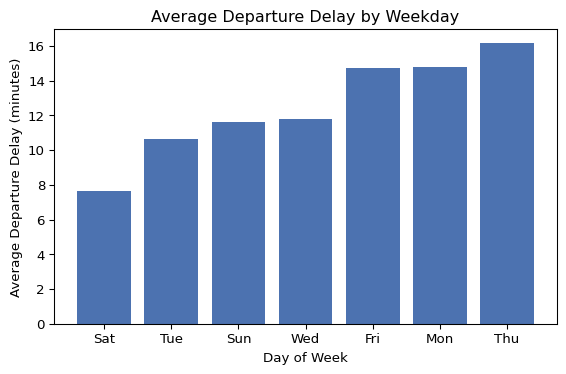 Average Departure Delay by Weekday
Average Departure Delay (minutes)
16
14
12
10
8
6
4
2
0
Sat Tue Sun Wed Fri Mon Thu
Day of Week